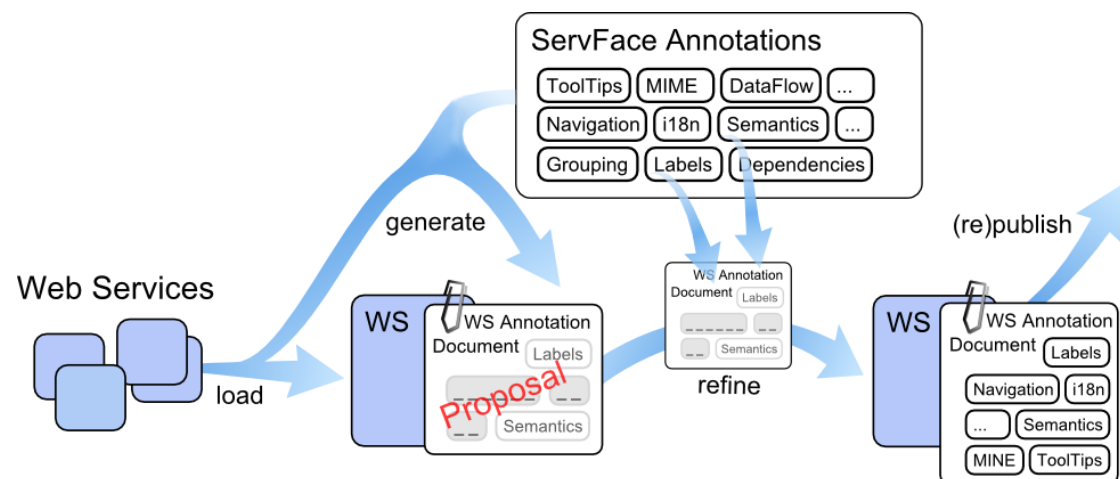 ServFace Annotations
ToolTips MIME DataFlow ...
Navigation i18n Semantics ...
Grouping Labels Dependencies
generate
(re)publish
Web Services
load
WS
WS Annotation
Document
Labels
_ _ _ _ _ _ _ _
Proposal
_ _
Semantics
WS Annotation
Document Labels
_ _ _ _ _ _ _ _
_ _ Semantics
refine
WS
WS Annotation
Document
Labels
Navigation i18n
... Semantics
MINE ToolTips